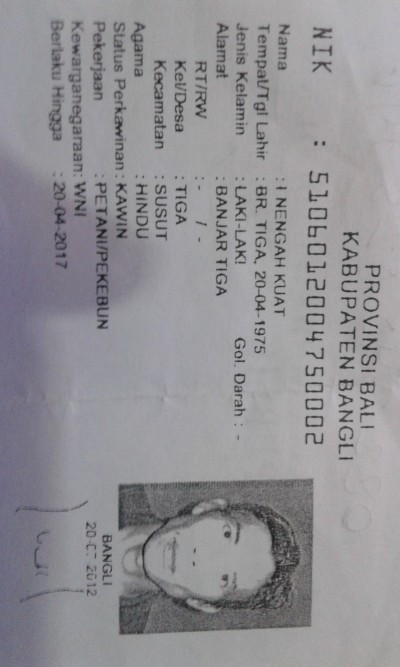 PROVINSI BALI
KABUPATEN BANGLI
NIK : 5106012004750002
Nama : I NENGAH KUAT
Tempat/Tgl Lahir : BR. TIGA, 20-04-1975
Jenis Kelamin : LAKI-LAKI Gol. Darah : -
Alamat : BANJAR TIGA
RT/RW : - / -
Kel/Desa : TIGA
Kecamatan : SUSUT
Agama : HINDU
Status Perkawinan : KAWIN
Pekerjaan : PETANI/PEKEBUN
Kewarganegaraan: WNI
Berlaku Hingga : 20-04-2017
BANGLI
20-07-2012